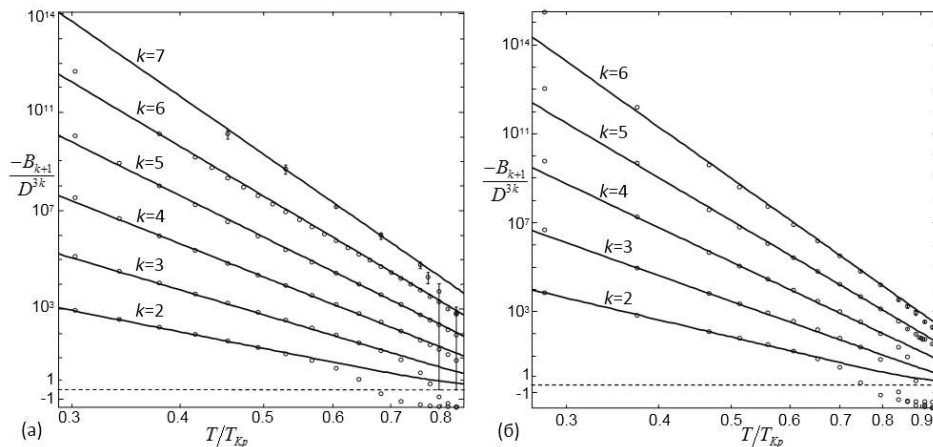 10^14
10^11
10^7
10^3
1
-1
-B_{k+1}
D^{3k}
k=7
k=6
k=5
k=4
k=3
k=2
0.3 0.4 0.5 0.6 0.7 0.8
(а)
T/T_{Kp}
10^14
10^11
10^7
10^3
1
-1
-B_{k+1}
D^{3k}
k=6
k=5
k=4
k=3
k=2
0.3 0.4 0.5 0.6 0.7 0.8 0.9
(б)
T/T_{Kp}